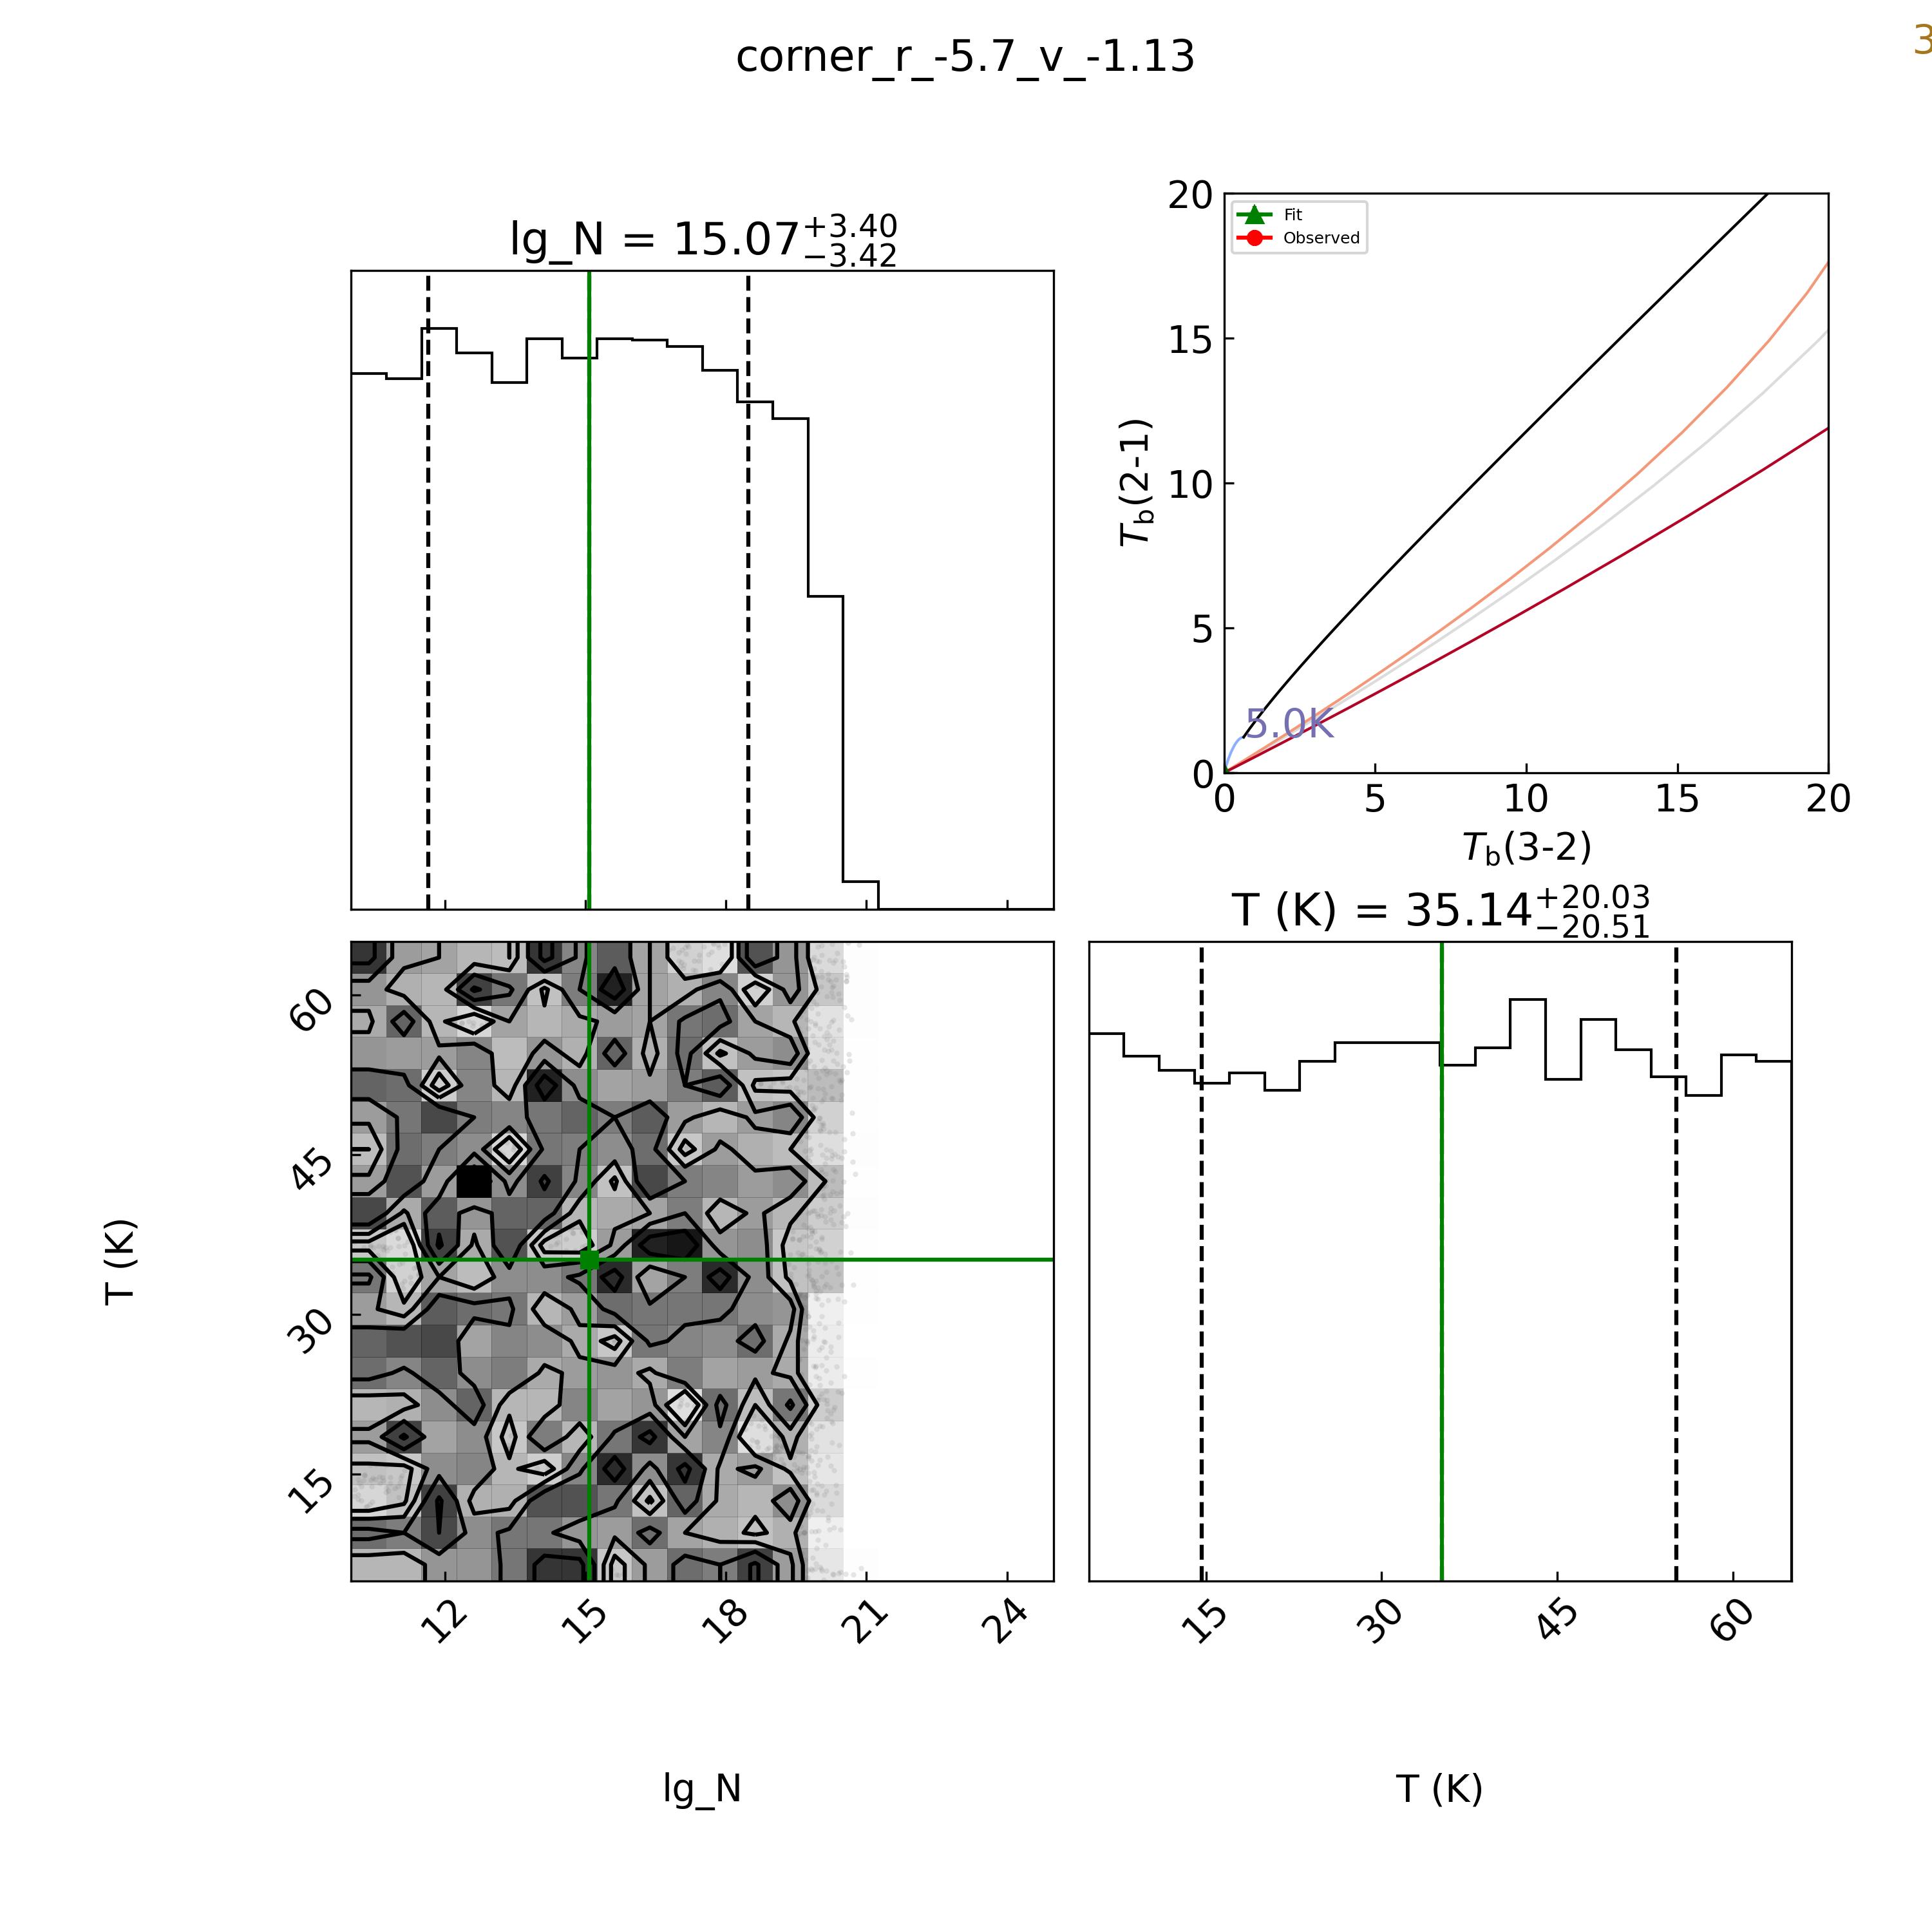 corner_r_-5.7_v_-1.13
3
lg_N = 15.07 +3.40 −3.42
20
15
10
5
0
Fit
Observed
T_b(2-1)
5.0K
0 5 10 15 20
T_b(3-2)
T (K) = 35.14 +20.03 −20.51
60
45
30
15
T (K)
12 15 18 21 24
lg_N
15 30 45 60
T (K)